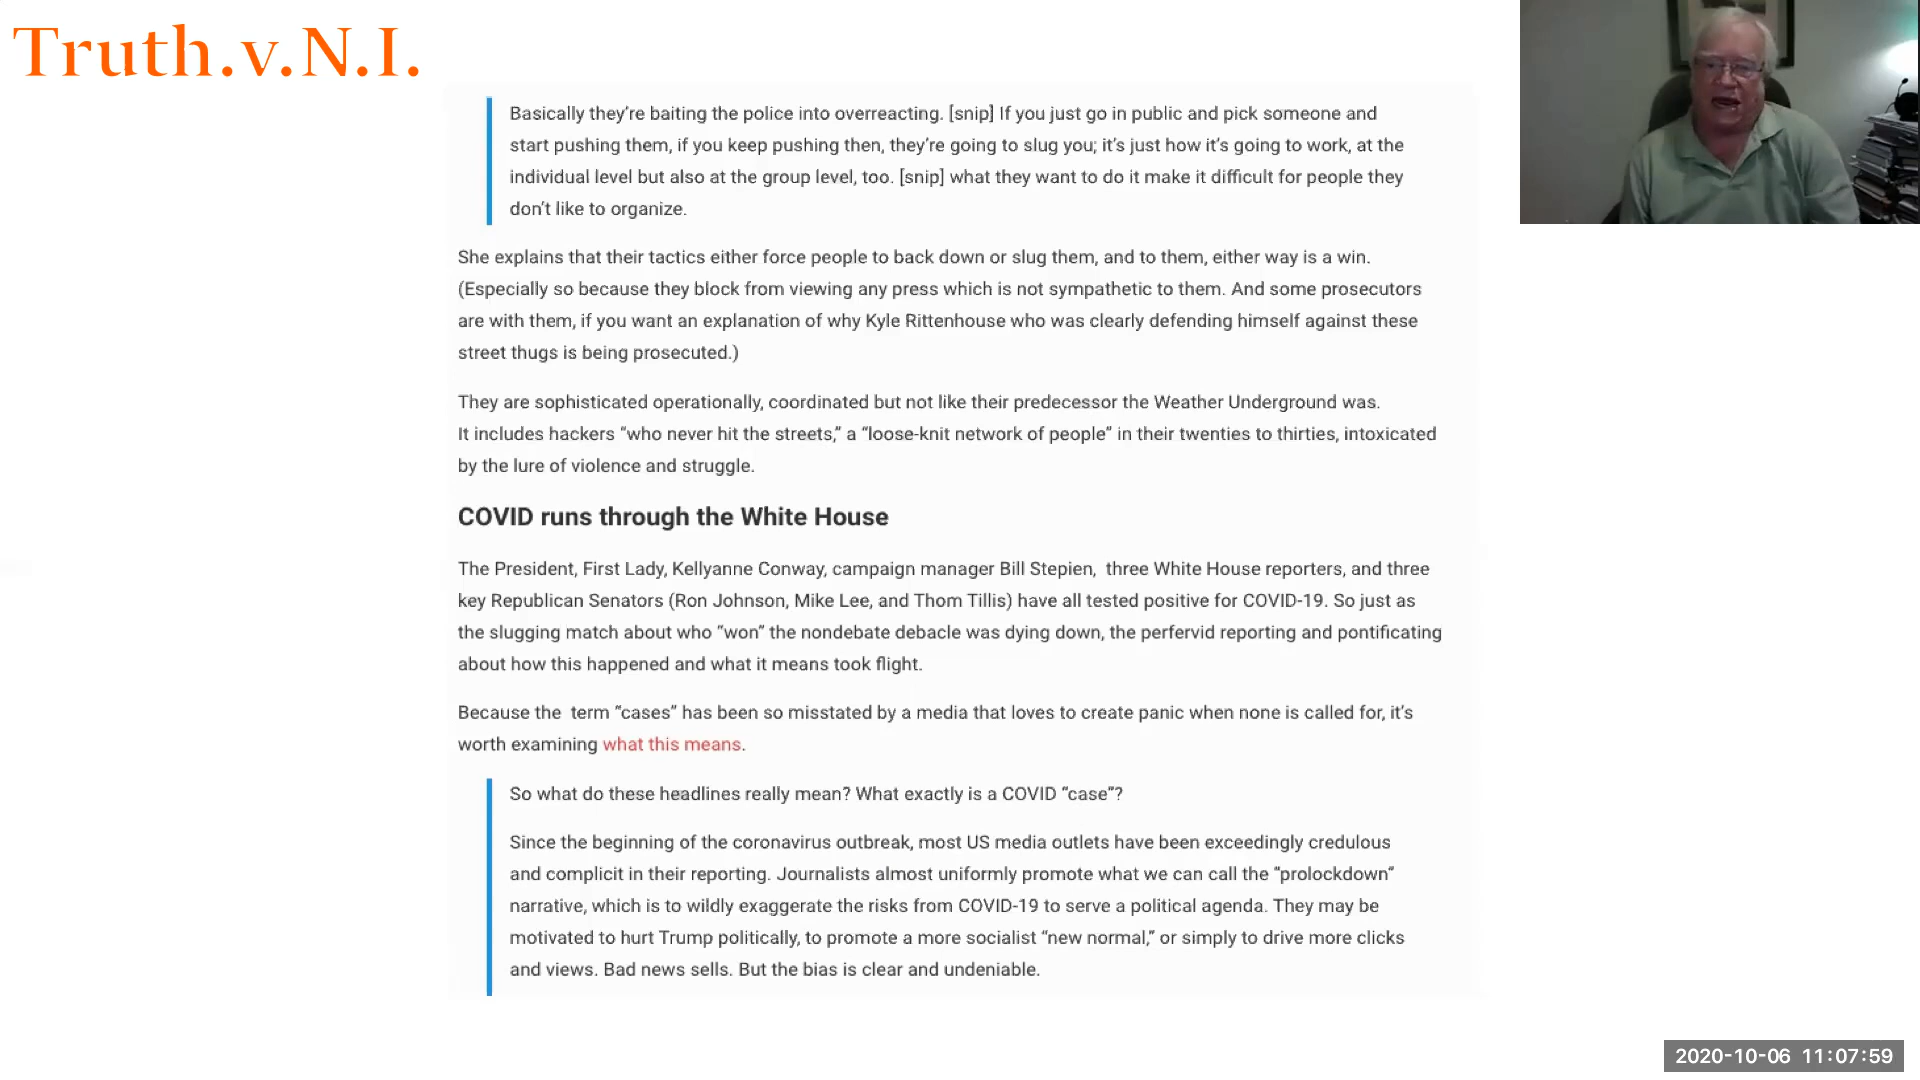 Truth.v.N.I.
Basically they're baiting the police into overreacting. [snip] If you just go in public and pick someone and
start pushing them, if you keep pushing then, they're going to slug you; it's just how it's going to work, at the
individual level but also at the group level, too. [snip] what they want to do it make it difficult for people they
don't like to organize.
She explains that their tactics either force people to back down or slug them, and to them, either way is a win.
(Especially so because they block from viewing any press which is not sympathetic to them. And some prosecutors
are with them, if you want an explanation of why Kyle Rittenhouse who was clearly defending himself against these
street thugs is being prosecuted.)
They are sophisticated operationally, coordinated but not like their predecessor the Weather Underground was.
It includes hackers “who never hit the streets,” a “loose-knit network of people” in their twenties to thirties, intoxicated
by the lure of violence and struggle.
COVID runs through the White House
The President, First Lady, Kellyanne Conway, campaign manager Bill Stepien, three White House reporters, and three
key Republican Senators (Ron Johnson, Mike Lee, and Thom Tillis) have all tested positive for COVID-19. So just as
the slugging match about who “won” the nondebate debacle was dying down, the perfervid reporting and pontificating
about how this happened and what it means took flight.
Because the term “cases” has been so misstated by a media that loves to create panic when none is called for, it's
worth examining what this means.
So what do these headlines really mean? What exactly is a COVID “case”?
Since the beginning of the coronavirus outbreak, most US media outlets have been exceedingly credulous
and complicit in their reporting. Journalists almost uniformly promote what we can call the “prolockdown“
narrative, which is to wildly exaggerate the risks from COVID-19 to serve a political agenda. They may be
motivated to hurt Trump politically, to promote a more socialist “new normal,” or simply to drive more clicks
and views. Bad news sells. But the bias is clear and undeniable.
2020-10-06 11:07:59